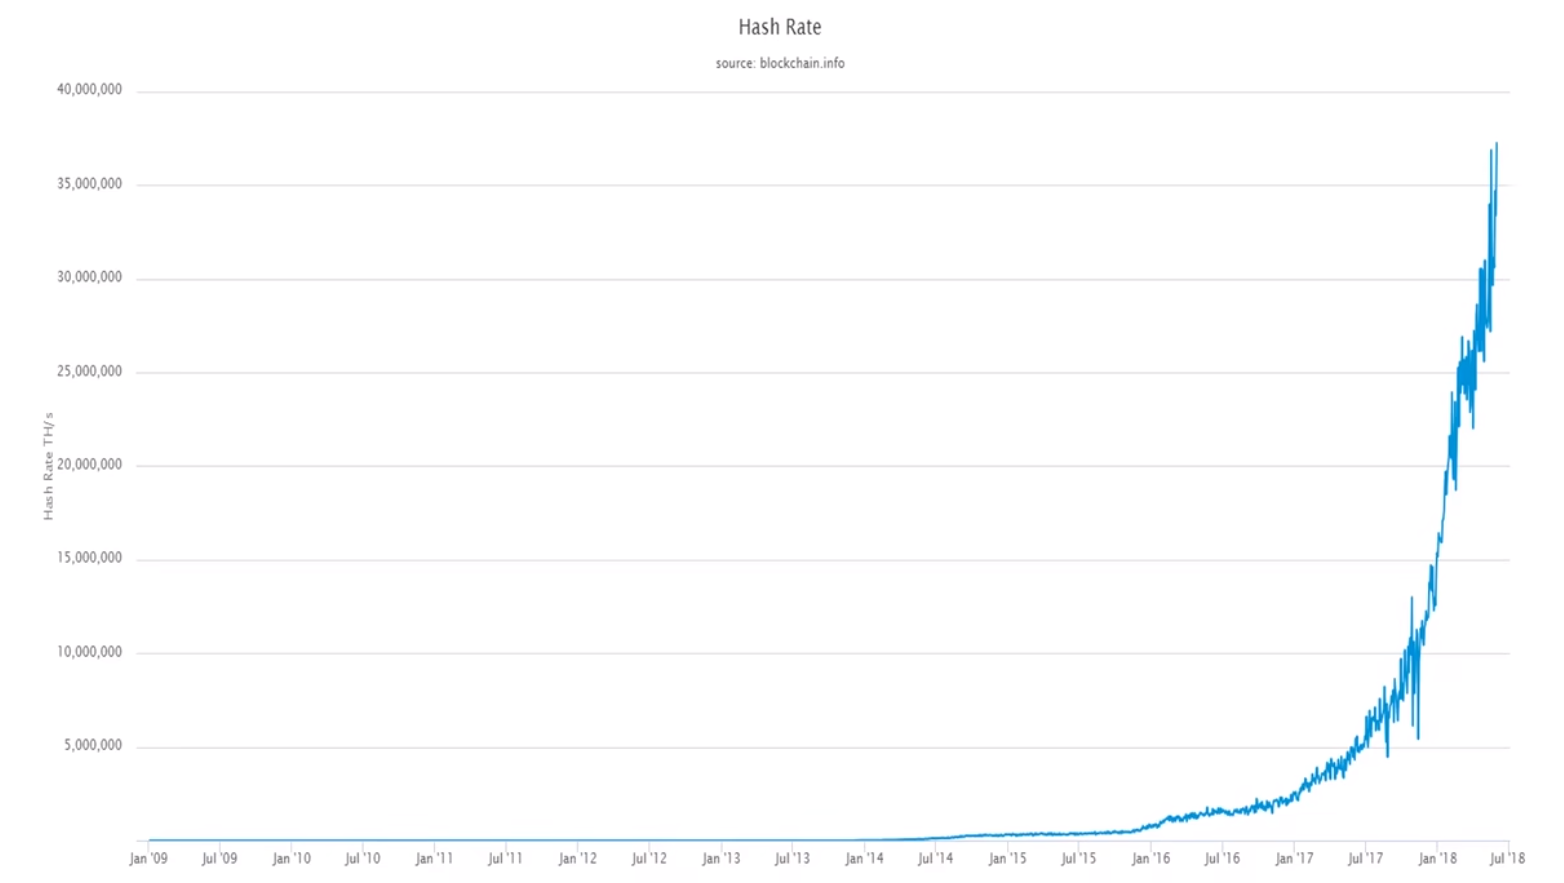 Hash Rate
source: blockchain.info
40,000,000
35,000,000
30,000,000
25,000,000
20,000,000
15,000,000
10,000,000
5,000,000
Hash Rate TH/s
Jan '09 Jul '09 Jan '10 Jul '10 Jan '11 Jul '11 Jan '12 Jul '12 Jan '13 Jul '13 Jan '14 Jul '14 Jan '15 Jul '15 Jan '16 Jul '16 Jan '17 Jul '17 Jan '18 Jul '18